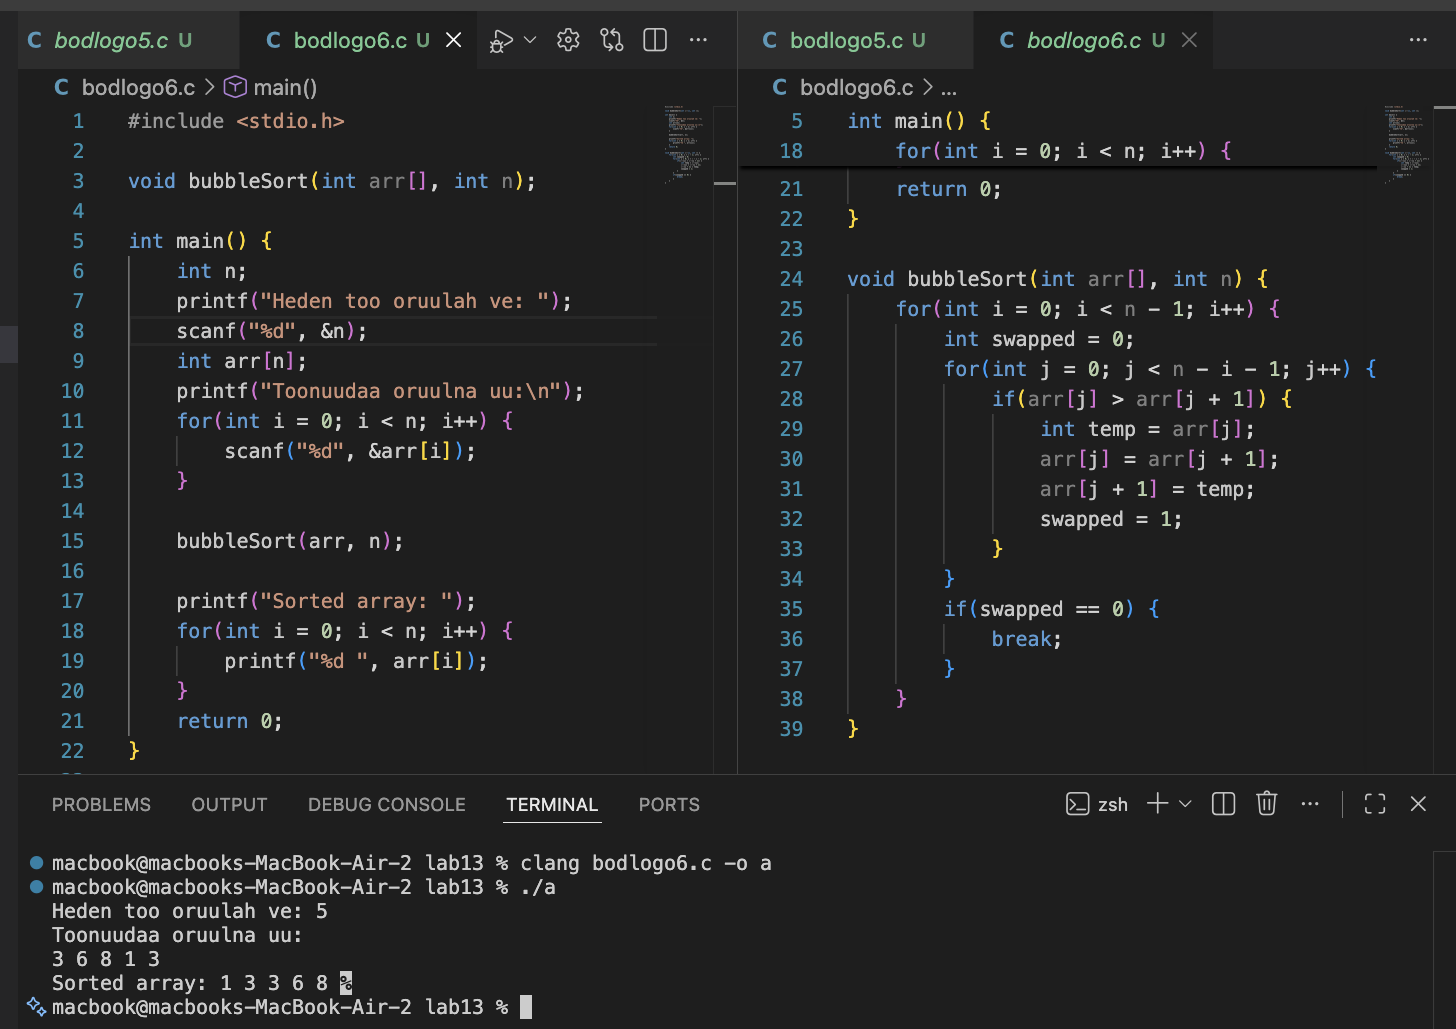 bodlogo5.c U
bodlogo6.c U
bodlogo6.c > main()
1 #include <stdio.h>
2
3 void bubbleSort(int arr[], int n);
4
5 int main() {
6 int n;
7 printf("Heden too oruulah ve: ");
8 scanf("%d", &n);
9 int arr[n];
10 printf("Toonuudaa oruulna uu:\n");
11 for(int i = 0; i < n; i++) {
12 scanf("%d", &arr[i]);
13 }
14
15 bubbleSort(arr, n);
16
17 printf("Sorted array: ");
18 for(int i = 0; i < n; i++) {
19 printf("%d ", arr[i]);
20 }
21 return 0;
22 }
bodlogo5.c U
bodlogo6.c U
bodlogo6.c > ...
5 int main() {
18 for(int i = 0; i < n; i++) {
21 return 0;
22 }
23
24 void bubbleSort(int arr[], int n) {
25 for(int i = 0; i < n - 1; i++) {
26 int swapped = 0;
27 for(int j = 0; j < n - i - 1; j++) {
28 if(arr[j] > arr[j + 1]) {
29 int temp = arr[j];
30 arr[j] = arr[j + 1];
31 arr[j + 1] = temp;
32 swapped = 1;
33 }
34 }
35 if(swapped == 0) {
36 break;
37 }
38 }
39 }
PROBLEMS OUTPUT DEBUG CONSOLE TERMINAL PORTS
zsh
macbook@macbooks-MacBook-Air-2 lab13 % clang bodlogo6.c -o a
macbook@macbooks-MacBook-Air-2 lab13 % ./a
Heden too oruulah ve: 5
Toonuudaa oruulna uu:
3 6 8 1 3
Sorted array: 1 3 3 6 8 %
macbook@macbooks-MacBook-Air-2 lab13 %